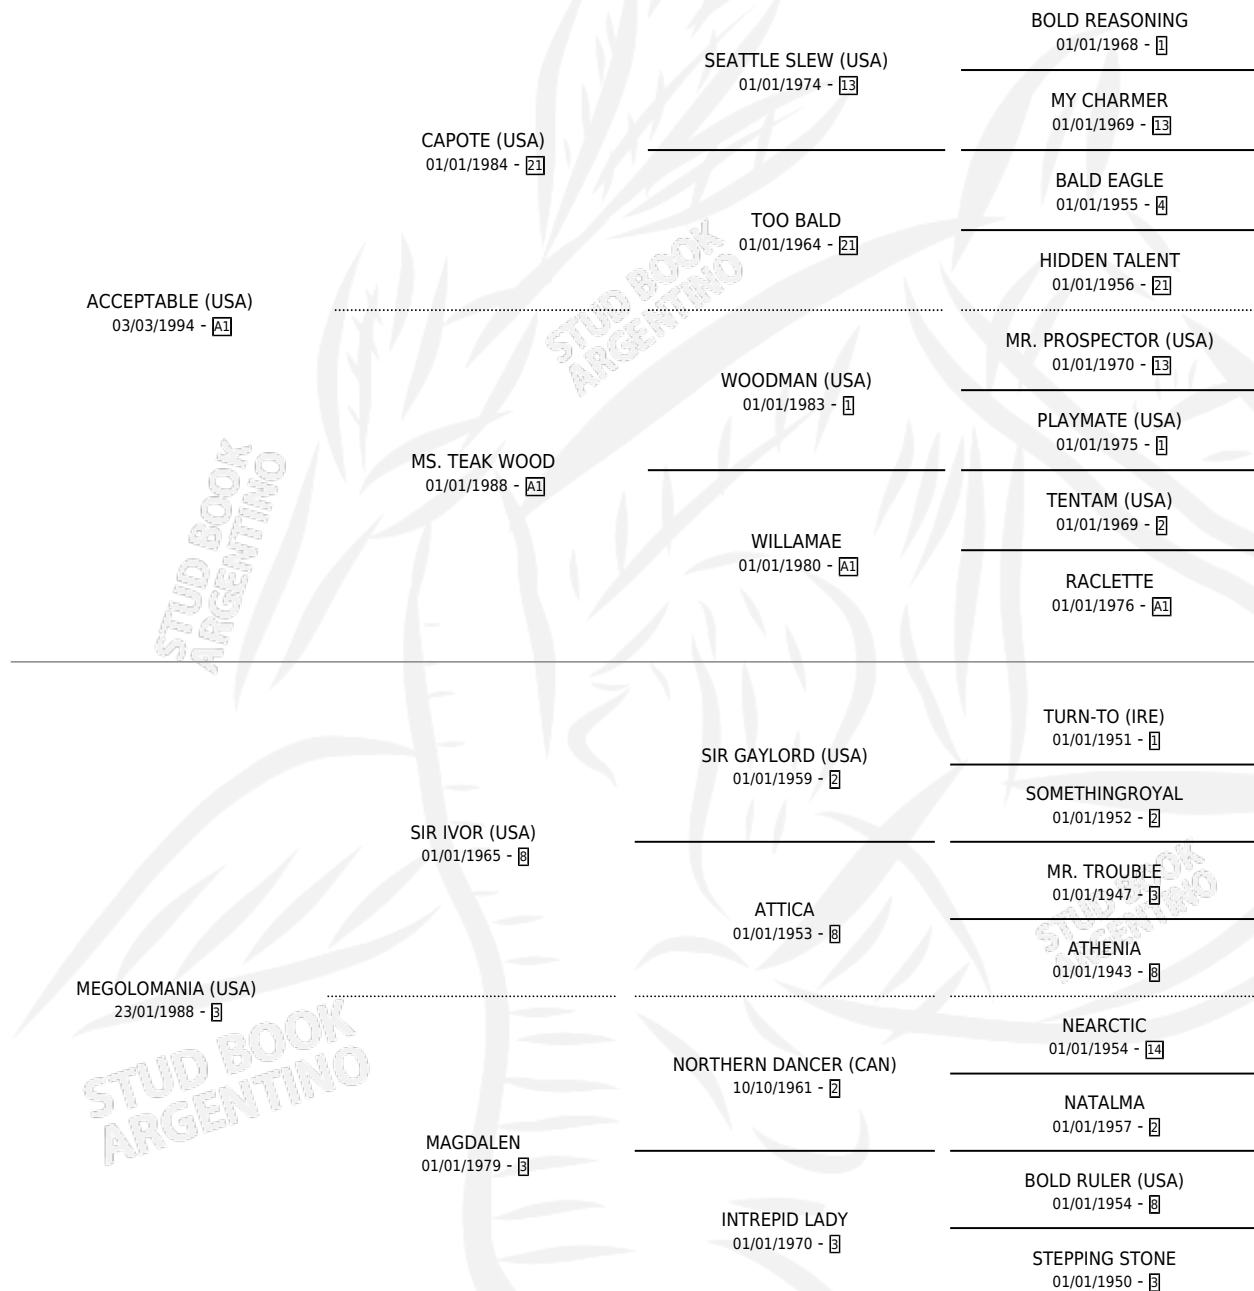 BOLD REASONING
01/01/1968 - 1
SEATTLE SLEW (USA)
01/01/1974 - 13
MY CHARMER
01/01/1969 - 13
CAPOTE (USA)
01/01/1984 - 21
BALD EAGLE
01/01/1955 - 4
TOO BALD
01/01/1964 - 21
HIDDEN TALENT
01/01/1956 - 21
ACCEPTABLE (USA)
03/03/1994 - A1
MR. PROSPECTOR (USA)
01/01/1970 - 13
WOODMAN (USA)
01/01/1983 - 1
PLAYMATE (USA)
01/01/1975 - 1
MS. TEAK WOOD
01/01/1988 - A1
TENTAM (USA)
01/01/1969 - 2
WILLAMAE
01/01/1980 - A1
RACLETTE
01/01/1976 - A1
TURN-TO (IRE)
01/01/1951 - 1
SIR GAYLORD (USA)
01/01/1959 - 2
SOMETHINGROYAL
01/01/1952 - 2
SIR IVOR (USA)
01/01/1965 - 8
MR. TROUBLE
01/01/1947 - 3
ATTICA
01/01/1953 - 8
ATHENIA
01/01/1943 - 8
MEGOLOMANIA (USA)
23/01/1988 - 3
NEARCTIC
01/01/1954 - 14
NORTHERN DANCER (CAN)
10/10/1961 - 2
NATALMA
01/01/1957 - 2
MAGDALEN
01/01/1979 - 3
BOLD RULER (USA)
01/01/1954 - 8
INTREPID LADY
01/01/1970 - 3
STEPPING STONE
01/01/1950 - 3
STUD BOOK
ARGENTINO
STUD BOOK
ARGENTINO
STUD BOOK
ARGENTINO
STUD BOOK
ARGENTINO